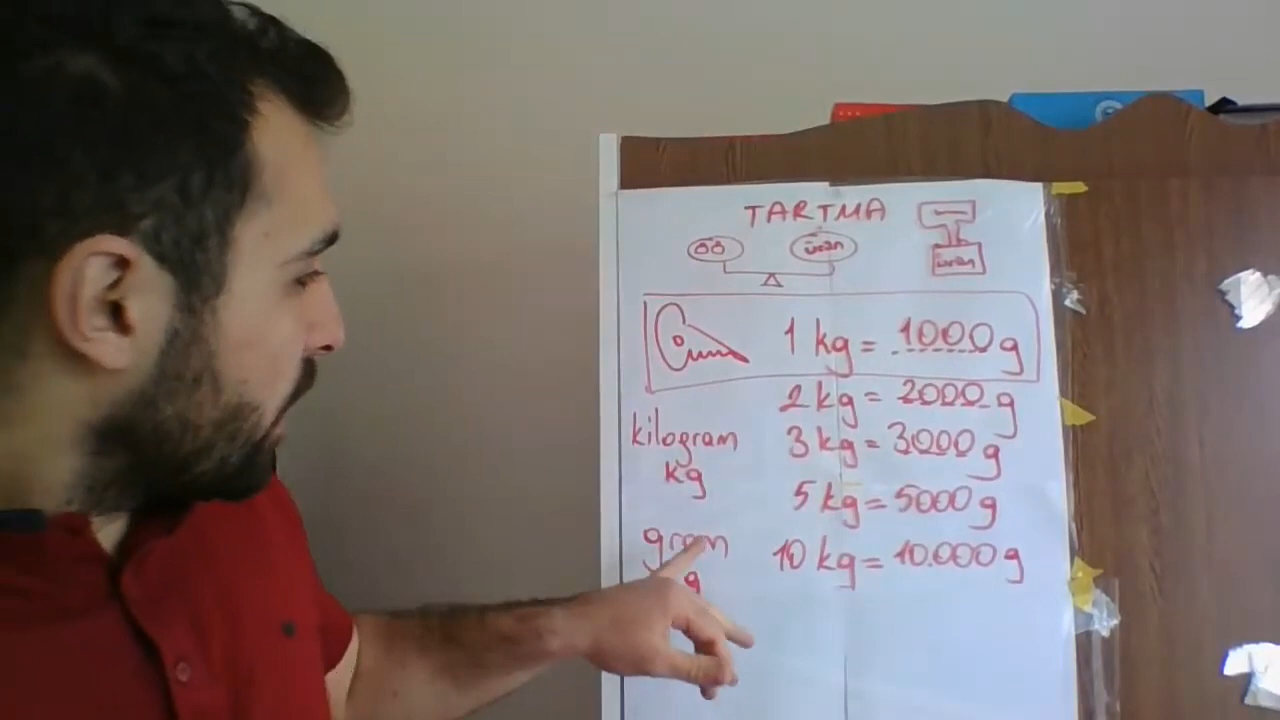 TARTMA
ürün
ürün
1 kg = 1000 g
2 kg = 2000 g
kilogram
kg
3 kg = 3000 g
5 kg = 5000 g
gram
g
10 kg = 10.000 g